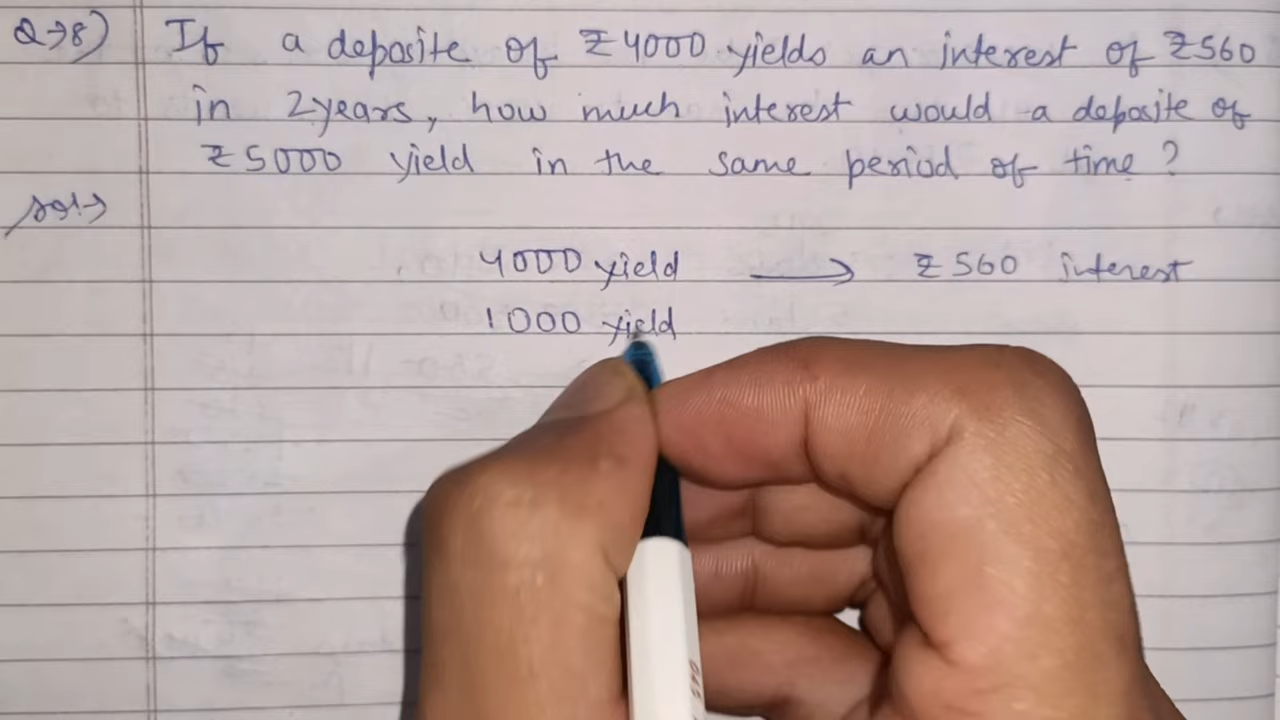 Q→8) If a deposite of ₹4000 yields an interest of ₹560
in 2years, how much interest would a deposite of
₹5000 yield in the same period of time?
Sol→
4000 yield → ₹560 interest
1000 yield